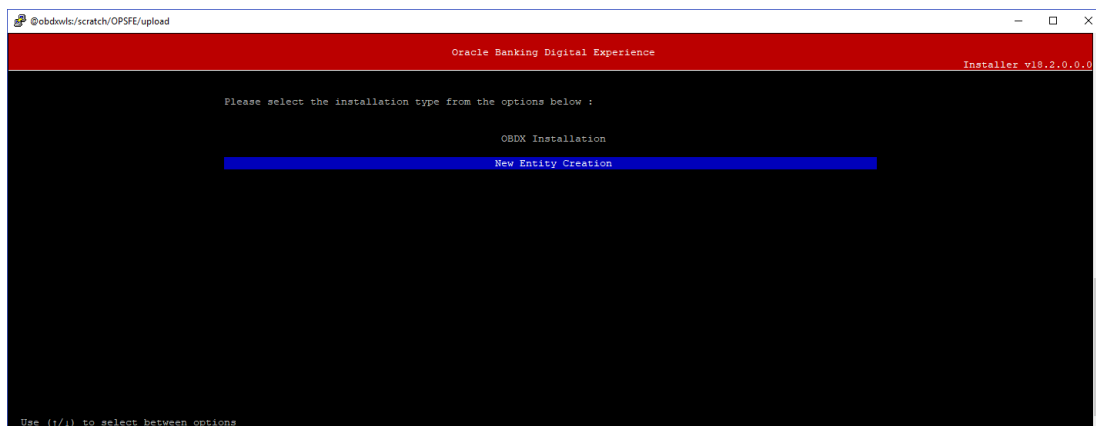 @obdxwls:/scratch/OPSFE/upload
Oracle Banking Digital Experience
Installer v18.2.0.0.0
Please select the installation type from the options below :
OBDX Installation
New Entity Creation
Use (↑/↓) to select between options